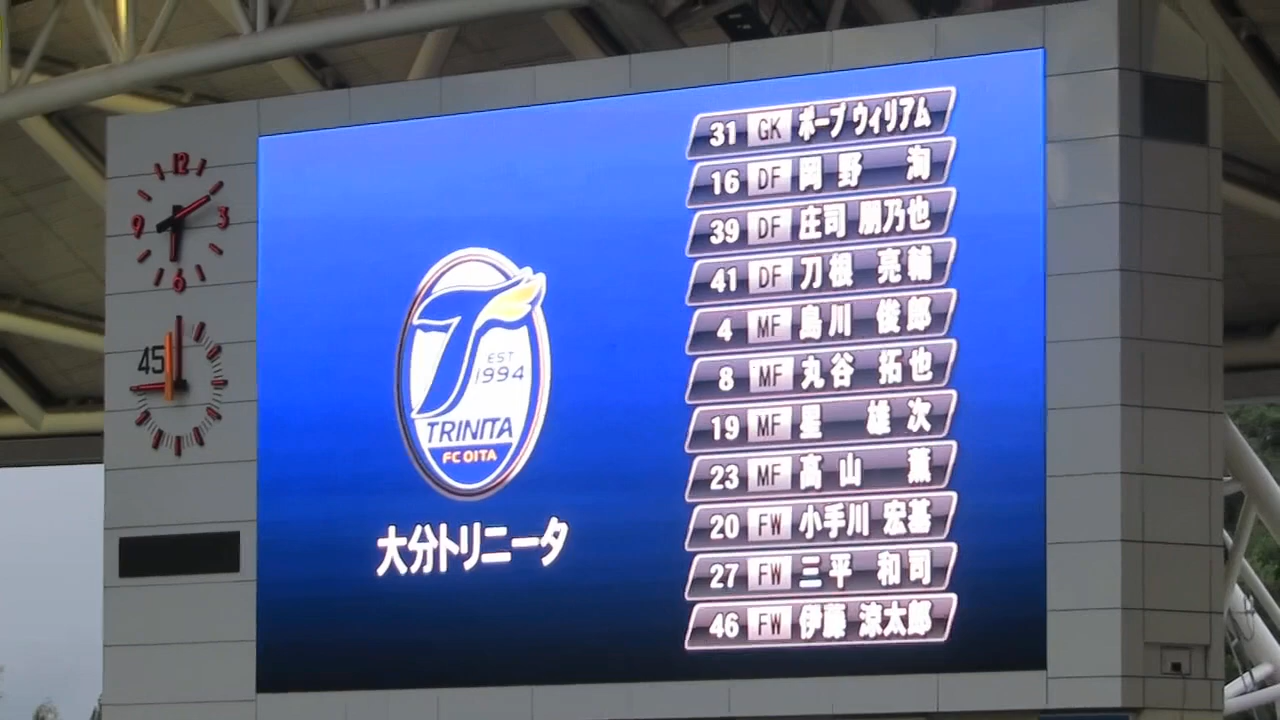 12
9
3
6
45
EST
1994
TRINITA
FC OITA
大分トリニータ
31 GK ポープ ウィリアム
16 DF 岡野 洵
39 DF 庄司 朋乃也
41 DF 刀根 亮輔
4 MF 島川 俊郎
8 MF 丸谷 拓也
19 MF 星 雄次
23 MF 高山 薫
20 FW 小手川 宏基
27 FW 三平 和司
46 FW 伊藤 涼太郎